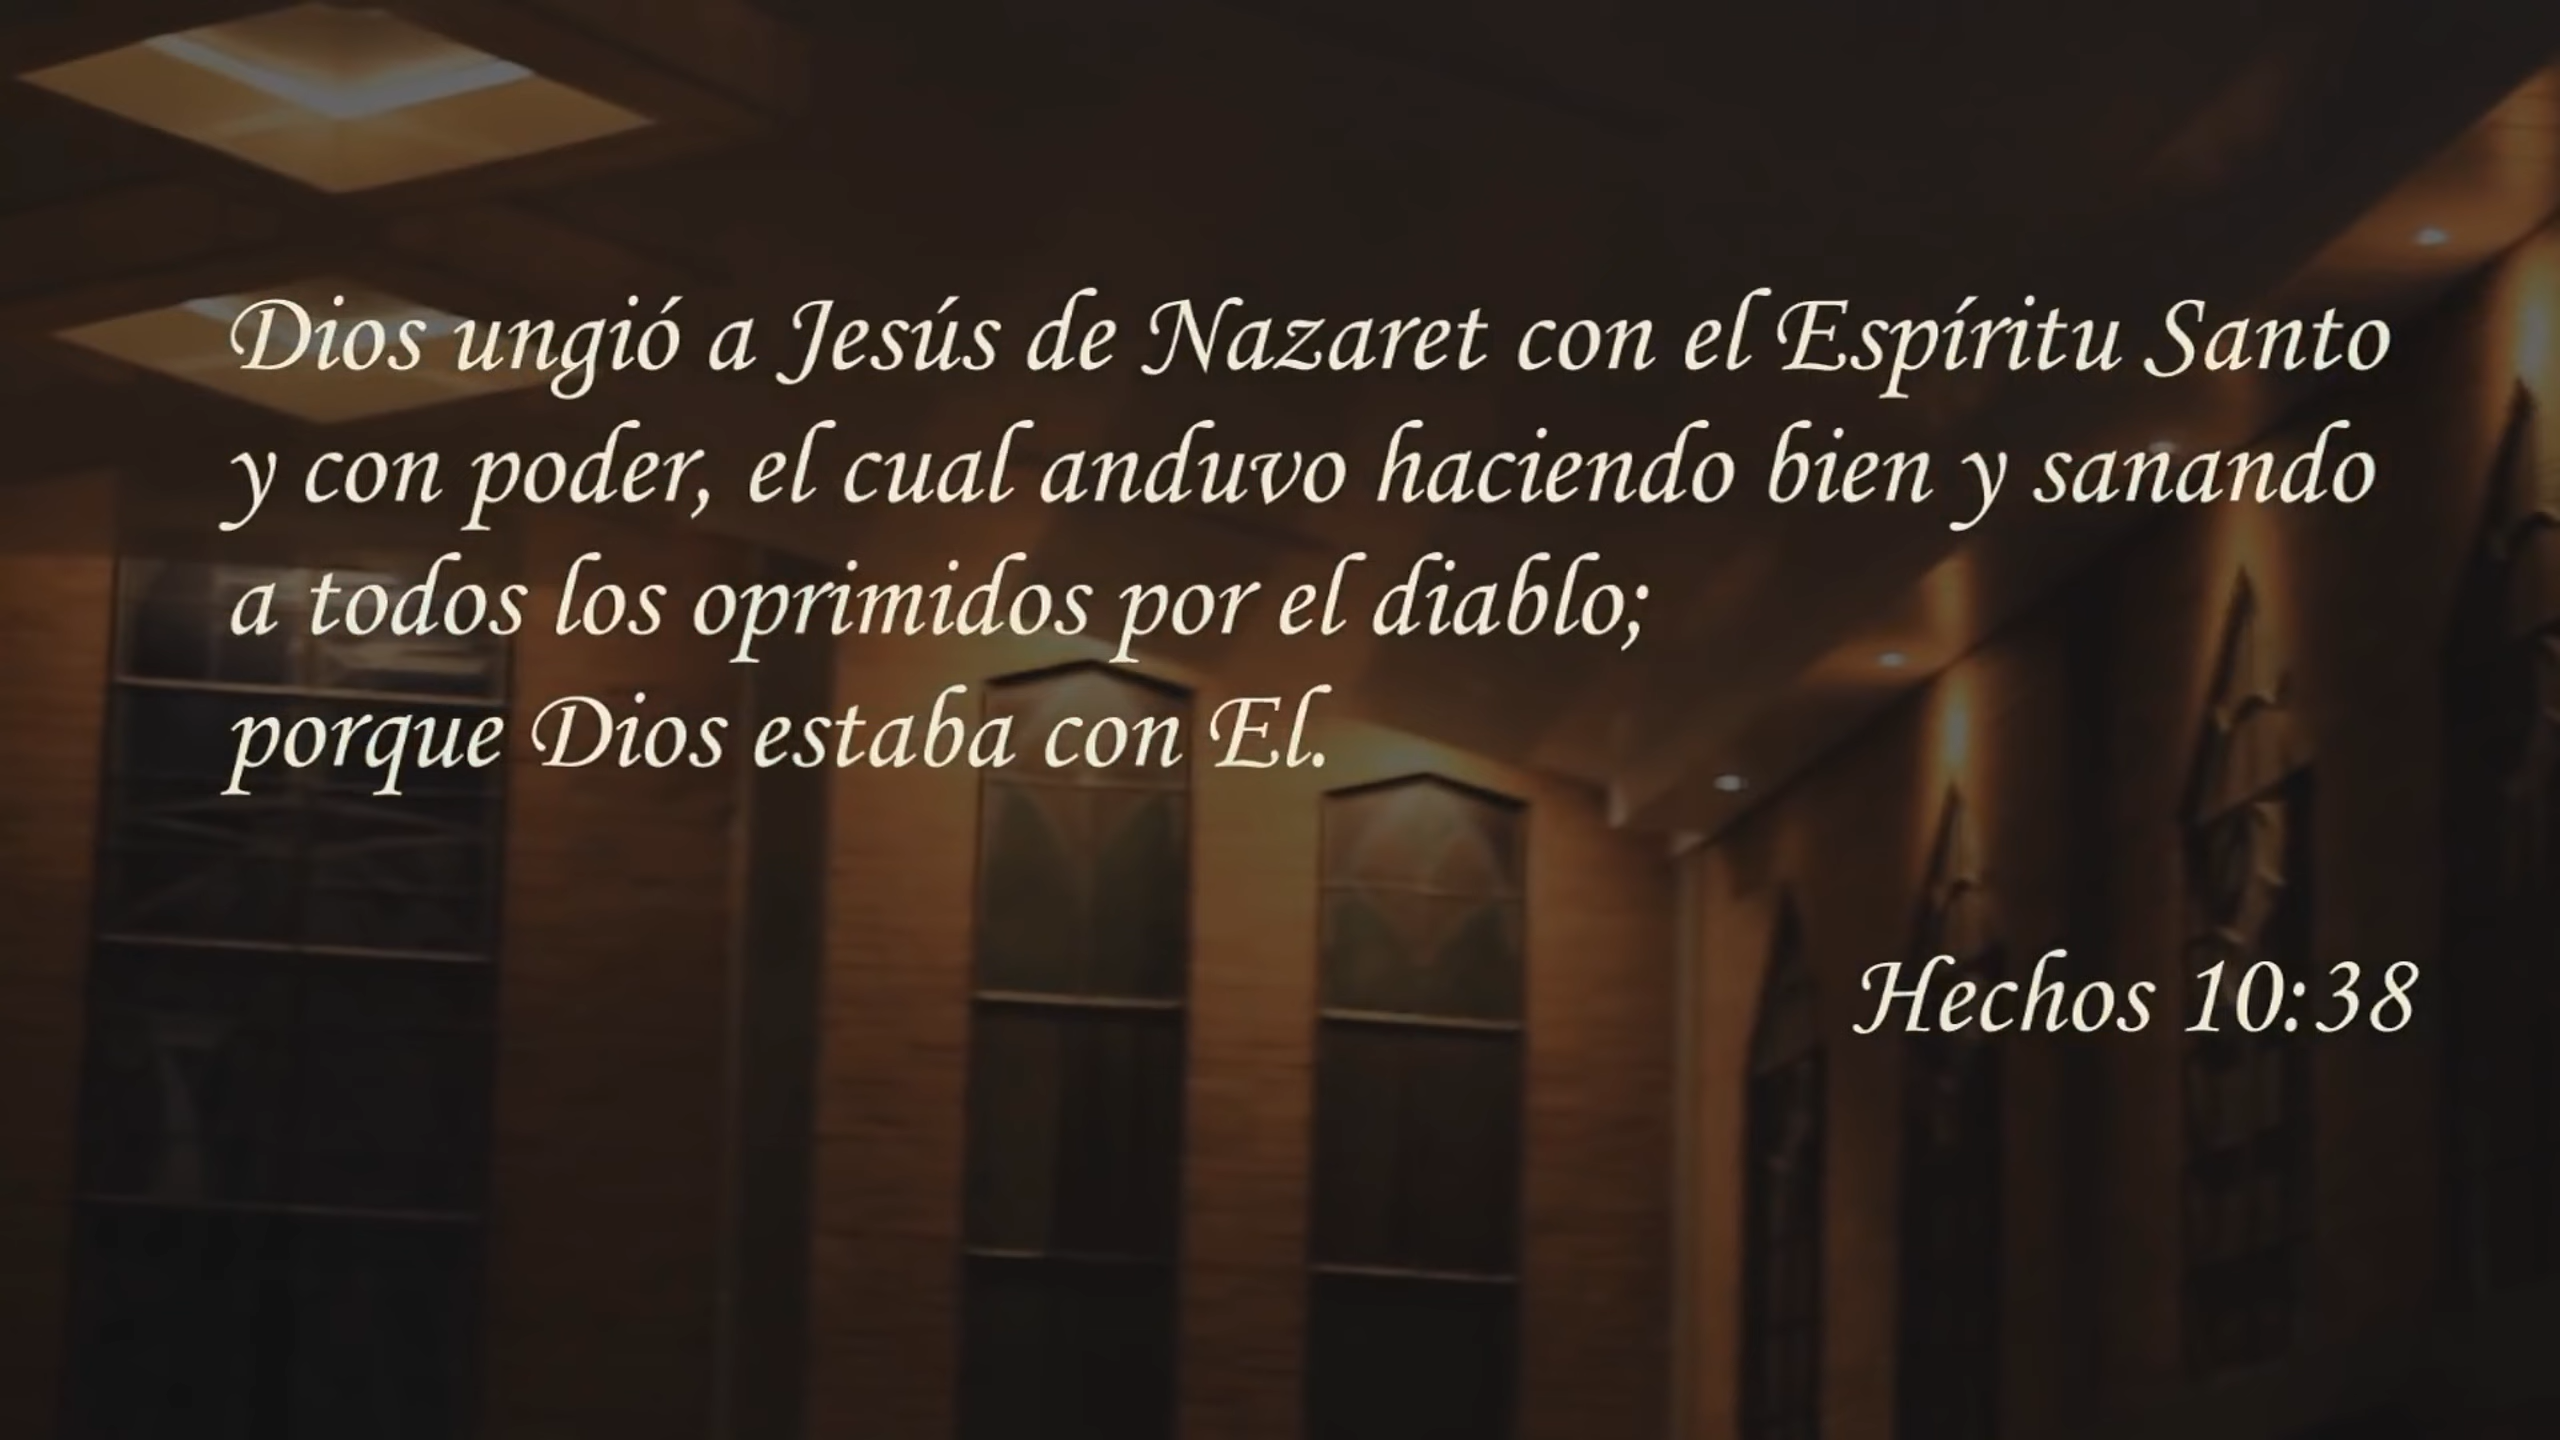 Dios ungió a Jesús de Nazaret con el Espíritu Santo
y con poder, el cual anduvo haciendo bien y sanando
a todos los oprimidos por el diablo;
porque Dios estaba con El.
Hechos 10:38